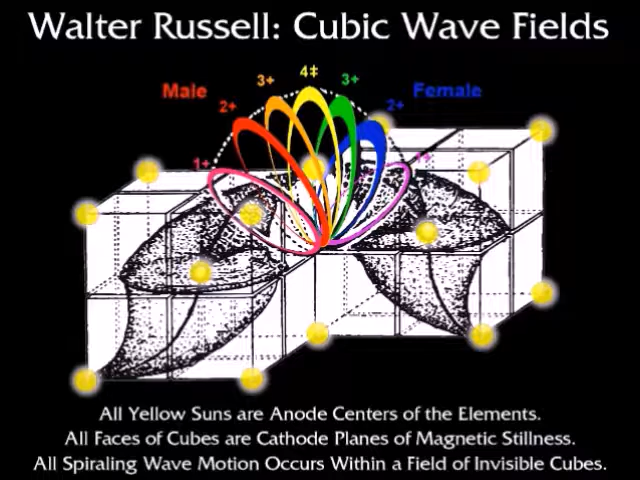 Walter Russell: Cubic Wave Fields
4‡
3+ 3+
Male 2+ 2+ Female
1+
All Yellow Suns are Anode Centers of the Elements.
All Faces of Cubes are Cathode Planes of Magnetic Stillness.
All Spiraling Wave Motion Occurs Within a Field of Invisible Cubes.